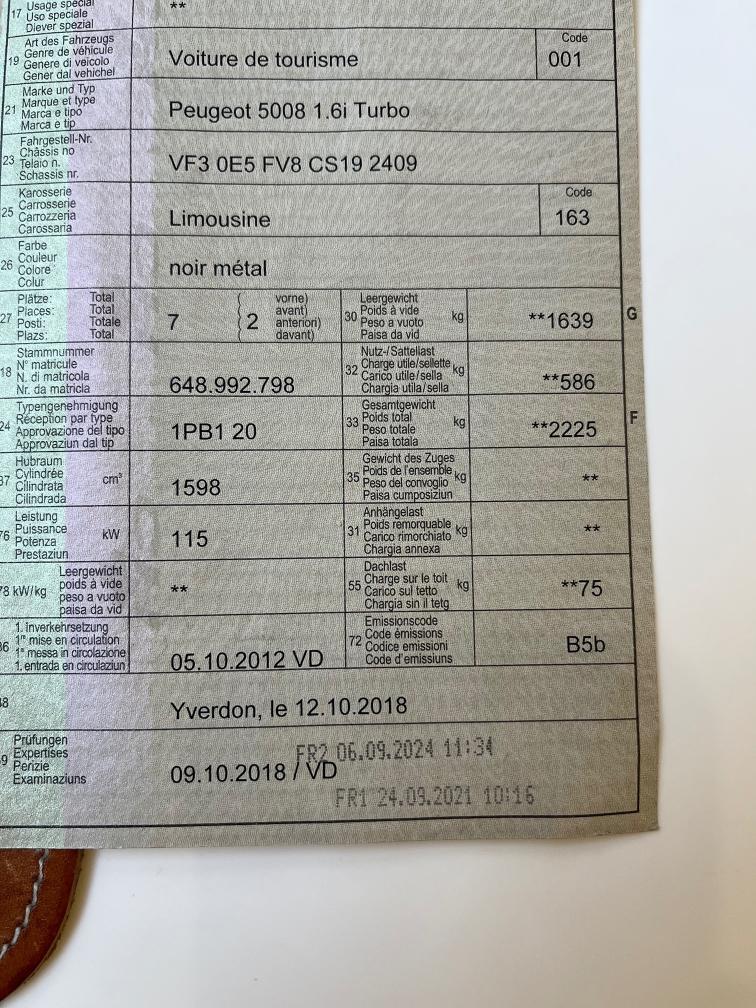 17 Usage spécial **
Uso speciale
Diever spezial
19 Art des Fahrzeugs
Genre de véhicule
Genere di veicolo
Gener dal vehichel
Voiture de tourisme
Code
001
21 Marke und Typ
Marque et type
Marca e tipo
Marca e tip
Peugeot 5008 1.6i Turbo
23 Fahrgestell-Nr.
Châssis no
Telaio n.
Schassis nr.
VF3 0E5 FV8 CS19 2409
25 Karosserie
Carrosserie
Carrozzeria
Carossaria
Limousine
Code
163
26 Farbe
Couleur
Colore
Colur
noir métal
27 Plätze: Total
Places: Total
Posti: Totale
Plazs: Total
7
2
vorne)
avant)
anteriori)
davant)
30 Leergewicht
Poids à vide
Peso a vuoto
Paisa da vid
kg
**1639
G
18 Stammnummer
N° matricule
N. di matricola
Nr. da matricla
648.992.798
32 Nutz-/Sattellast
Charge utile/sellette
Carico utile/sella
Chargia utila/sella
kg
**586
24 Typengenehmigung
Réception par type
Approvazione del tipo
Approvaziun dal tip
1PB1 20
33 Gesamtgewicht
Poids total
Peso totale
Paisa totala
kg
**2225
F
37 Hubraum
Cylindrée
Cilindrata
Cilindrada
cm³
1598
35 Gewicht des Zuges
Poids de l'ensemble
Peso del convoglio
Paisa cumposiziun
kg
**
76 Leistung
Puissance
Potenza
Prestaziun
kW
115
31 Anhängelast
Poids remorquable
Carico rimorchiato
Chargia annexa
kg
**
78 kW/kg
Leergewicht
poids à vide
peso a vuoto
paisa da vid
**
55 Dachlast
Charge sur le toit
Carico sul tetto
Chargia sin il tetg
kg
**75
36 1. Inverkehrsetzung
1re mise en circulation
1a messa in circolazione
1. entrada en circulaziun
05.10.2012 VD
72 Emissionscode
Code émissions
Codice emissioni
Code d'emissiuns
B5b
38
Yverdon, le 12.10.2018
39 Prüfungen
Expertises
Perizie
Examinaziuns
FR2 06.09.2024 11:34
09.10.2018 / VD
FR1 24.09.2021 10:16